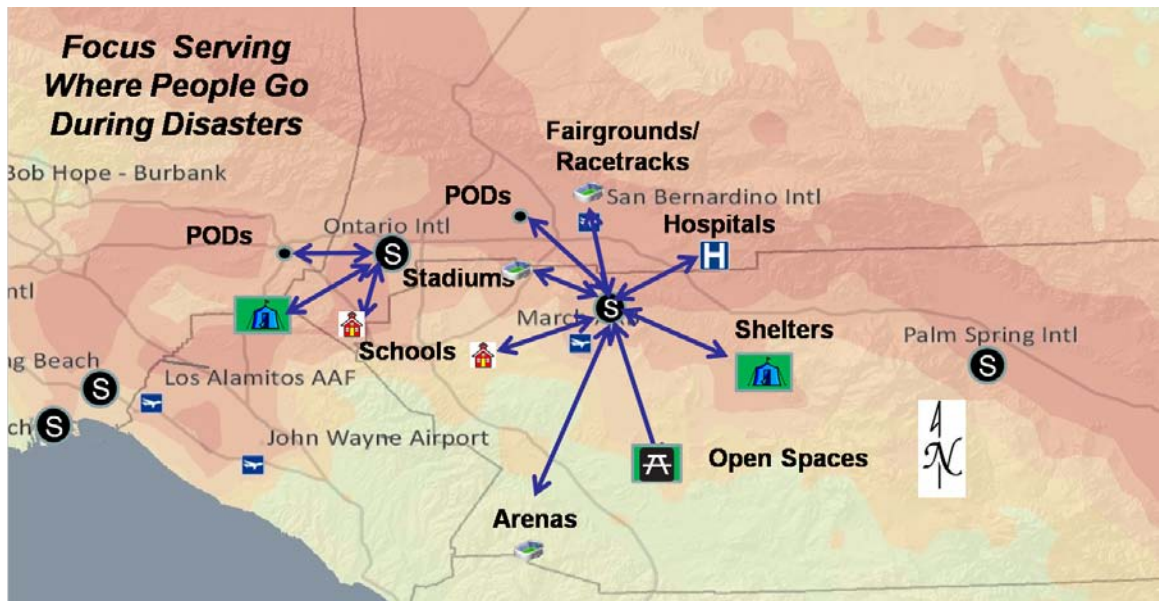 Focus Serving
Where People Go
During Disasters
Bob Hope - Burbank
Fairgrounds/
Racetracks
PODs
San Bernardino Intl
Hospitals
PODs
Ontario Intl
S
H
Stadiums
ntl
March
S
Shelters
Palm Spring Intl
Schools
S
ng Beach
Los Alamitos AAF
S
ch
S
John Wayne Airport
Open Spaces
N
Arenas